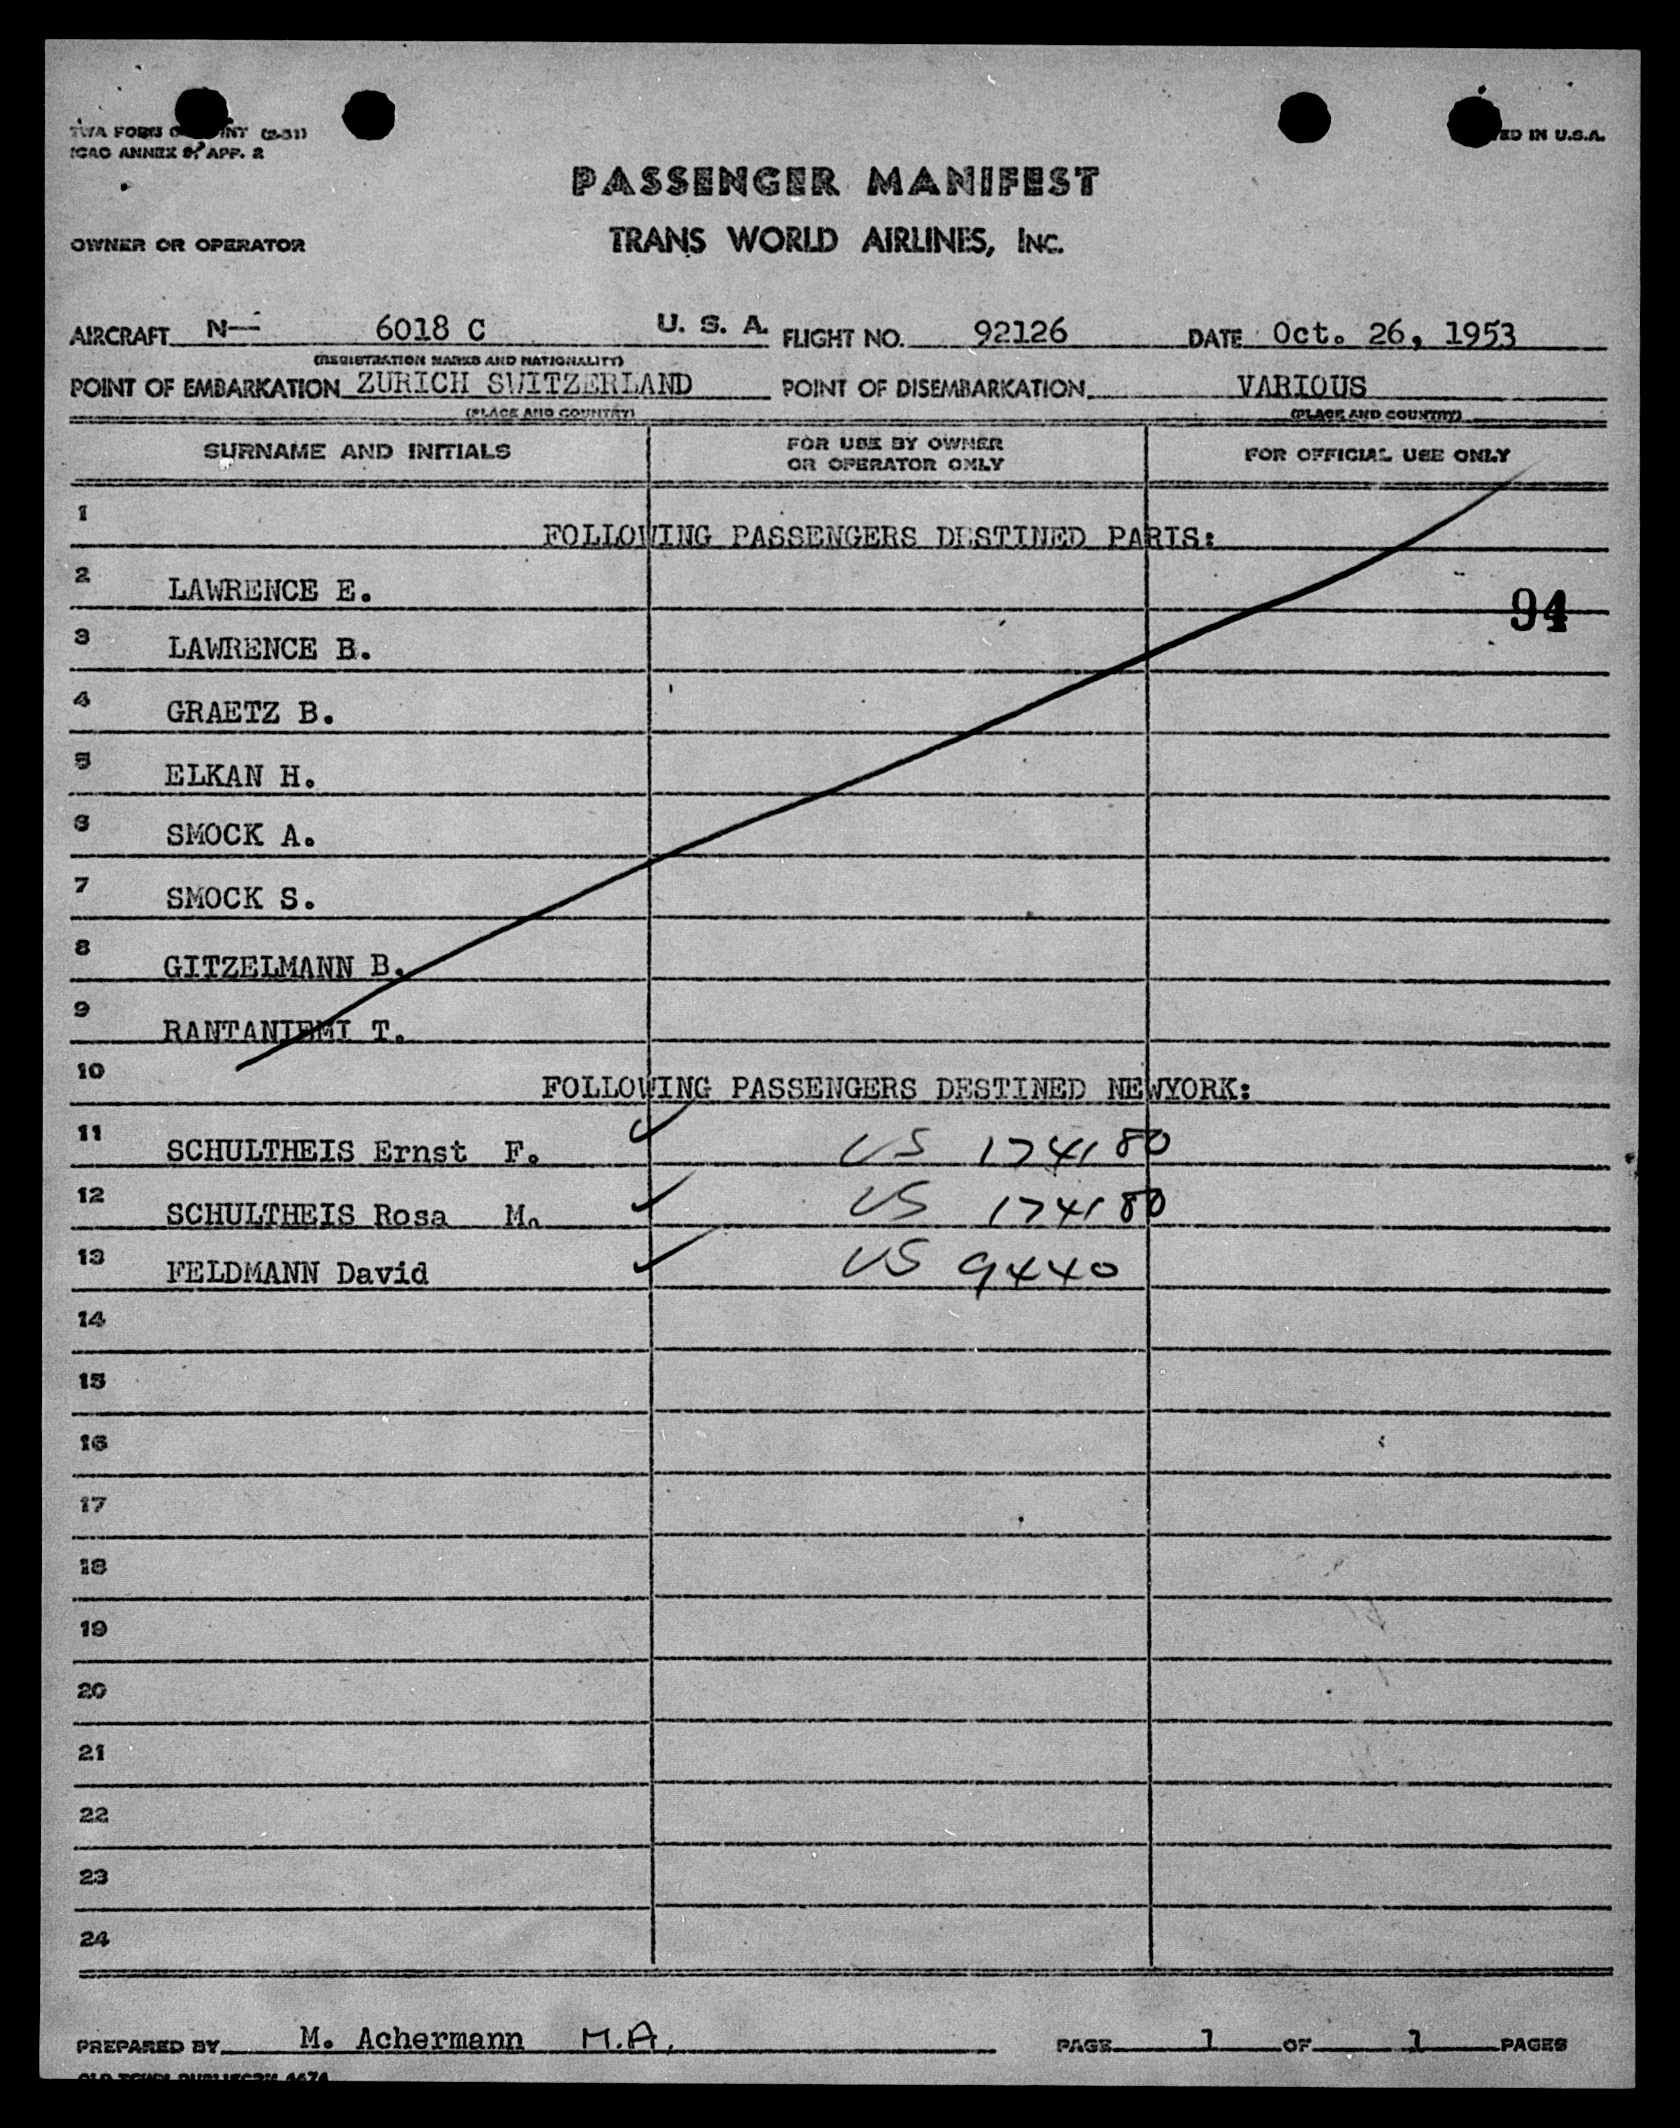 TWA FORM INT (2-51)
ICAO ANNEX 9, APP. 2
ED IN U.S.A.
PASSENGER MANIFEST
OWNER OR OPERATOR TRANS WORLD AIRLINES, INC.
AIRCRAFT N— 6018 C U. S. A. FLIGHT NO. 92126 DATE Oct. 26, 1953
(REGISTRATION MARKS AND NATIONALITY)
POINT OF EMBARKATION ZURICH SWITZERLAND POINT OF DISEMBARKATION VARIOUS
(PLACE AND COUNTRY) (PLACE AND COUNTRY)
SURNAME AND INITIALS FOR USE BY OWNER OR OPERATOR ONLY FOR OFFICIAL USE ONLY
1 FOLLOWING PASSENGERS DESTINED PARIS:
2 LAWRENCE E.
94
3 LAWRENCE B.
4 GRAETZ B.
5 ELKAN H.
6 SMOCK A.
7 SMOCK S.
8 GITZELMANN B.
9 RANTANIEMI T.
10 FOLLOWING PASSENGERS DESTINED NEWYORK:
11 SCHULTHEIS Ernst F. ✓ US 174180
12 SCHULTHEIS Rosa M. ✓ US 174180
13 FELDMANN David ✓ US 9440
14
15
16
17
18
19
20
21
22
23
24
PREPARED BY M. Achermann M.A. PAGE 1 OF 1 PAGES